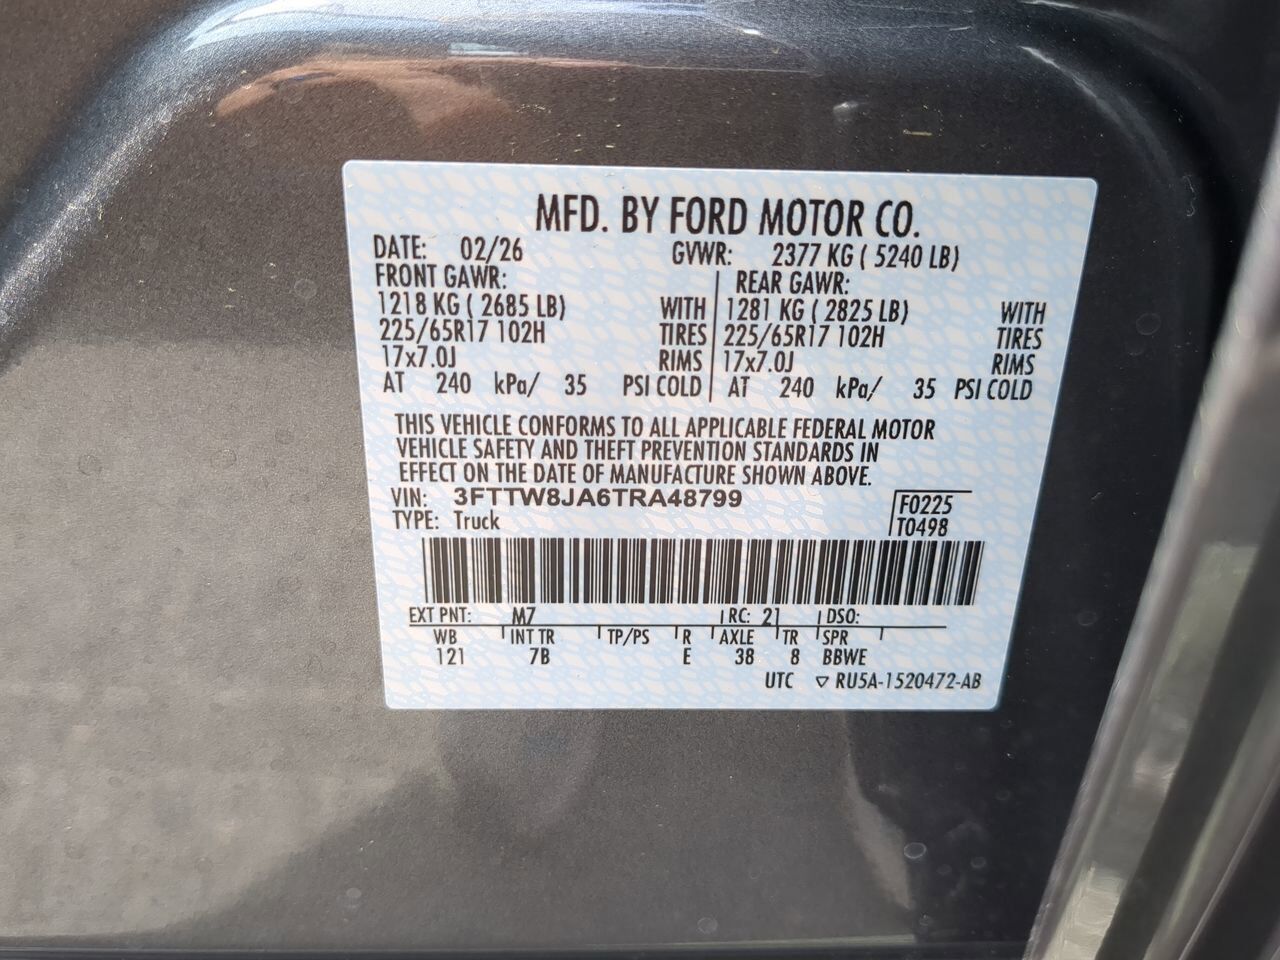 MFD. BY FORD MOTOR CO.
DATE: 02/26 GVWR: 2377 KG ( 5240 LB)
FRONT GAWR: REAR GAWR:
1218 KG ( 2685 LB) WITH 1281 KG ( 2825 LB) WITH
225/65R17 102H TIRES 225/65R17 102H TIRES
17x7.0J RIMS 17x7.0J RIMS
AT 240 kPa/ 35 PSI COLD AT 240 kPa/ 35 PSI COLD
THIS VEHICLE CONFORMS TO ALL APPLICABLE FEDERAL MOTOR
VEHICLE SAFETY AND THEFT PREVENTION STANDARDS IN
EFFECT ON THE DATE OF MANUFACTURE SHOWN ABOVE.
VIN: 3FTTW8JA6TRA48799 F0225
TYPE: Truck T0498
EXT PNT: M7 RC: 21 DSO:
WB INT TR TP/PS R AXLE TR SPR
121 7B E 38 8 BBWE
UTC ▽ RU5A-1520472-AB